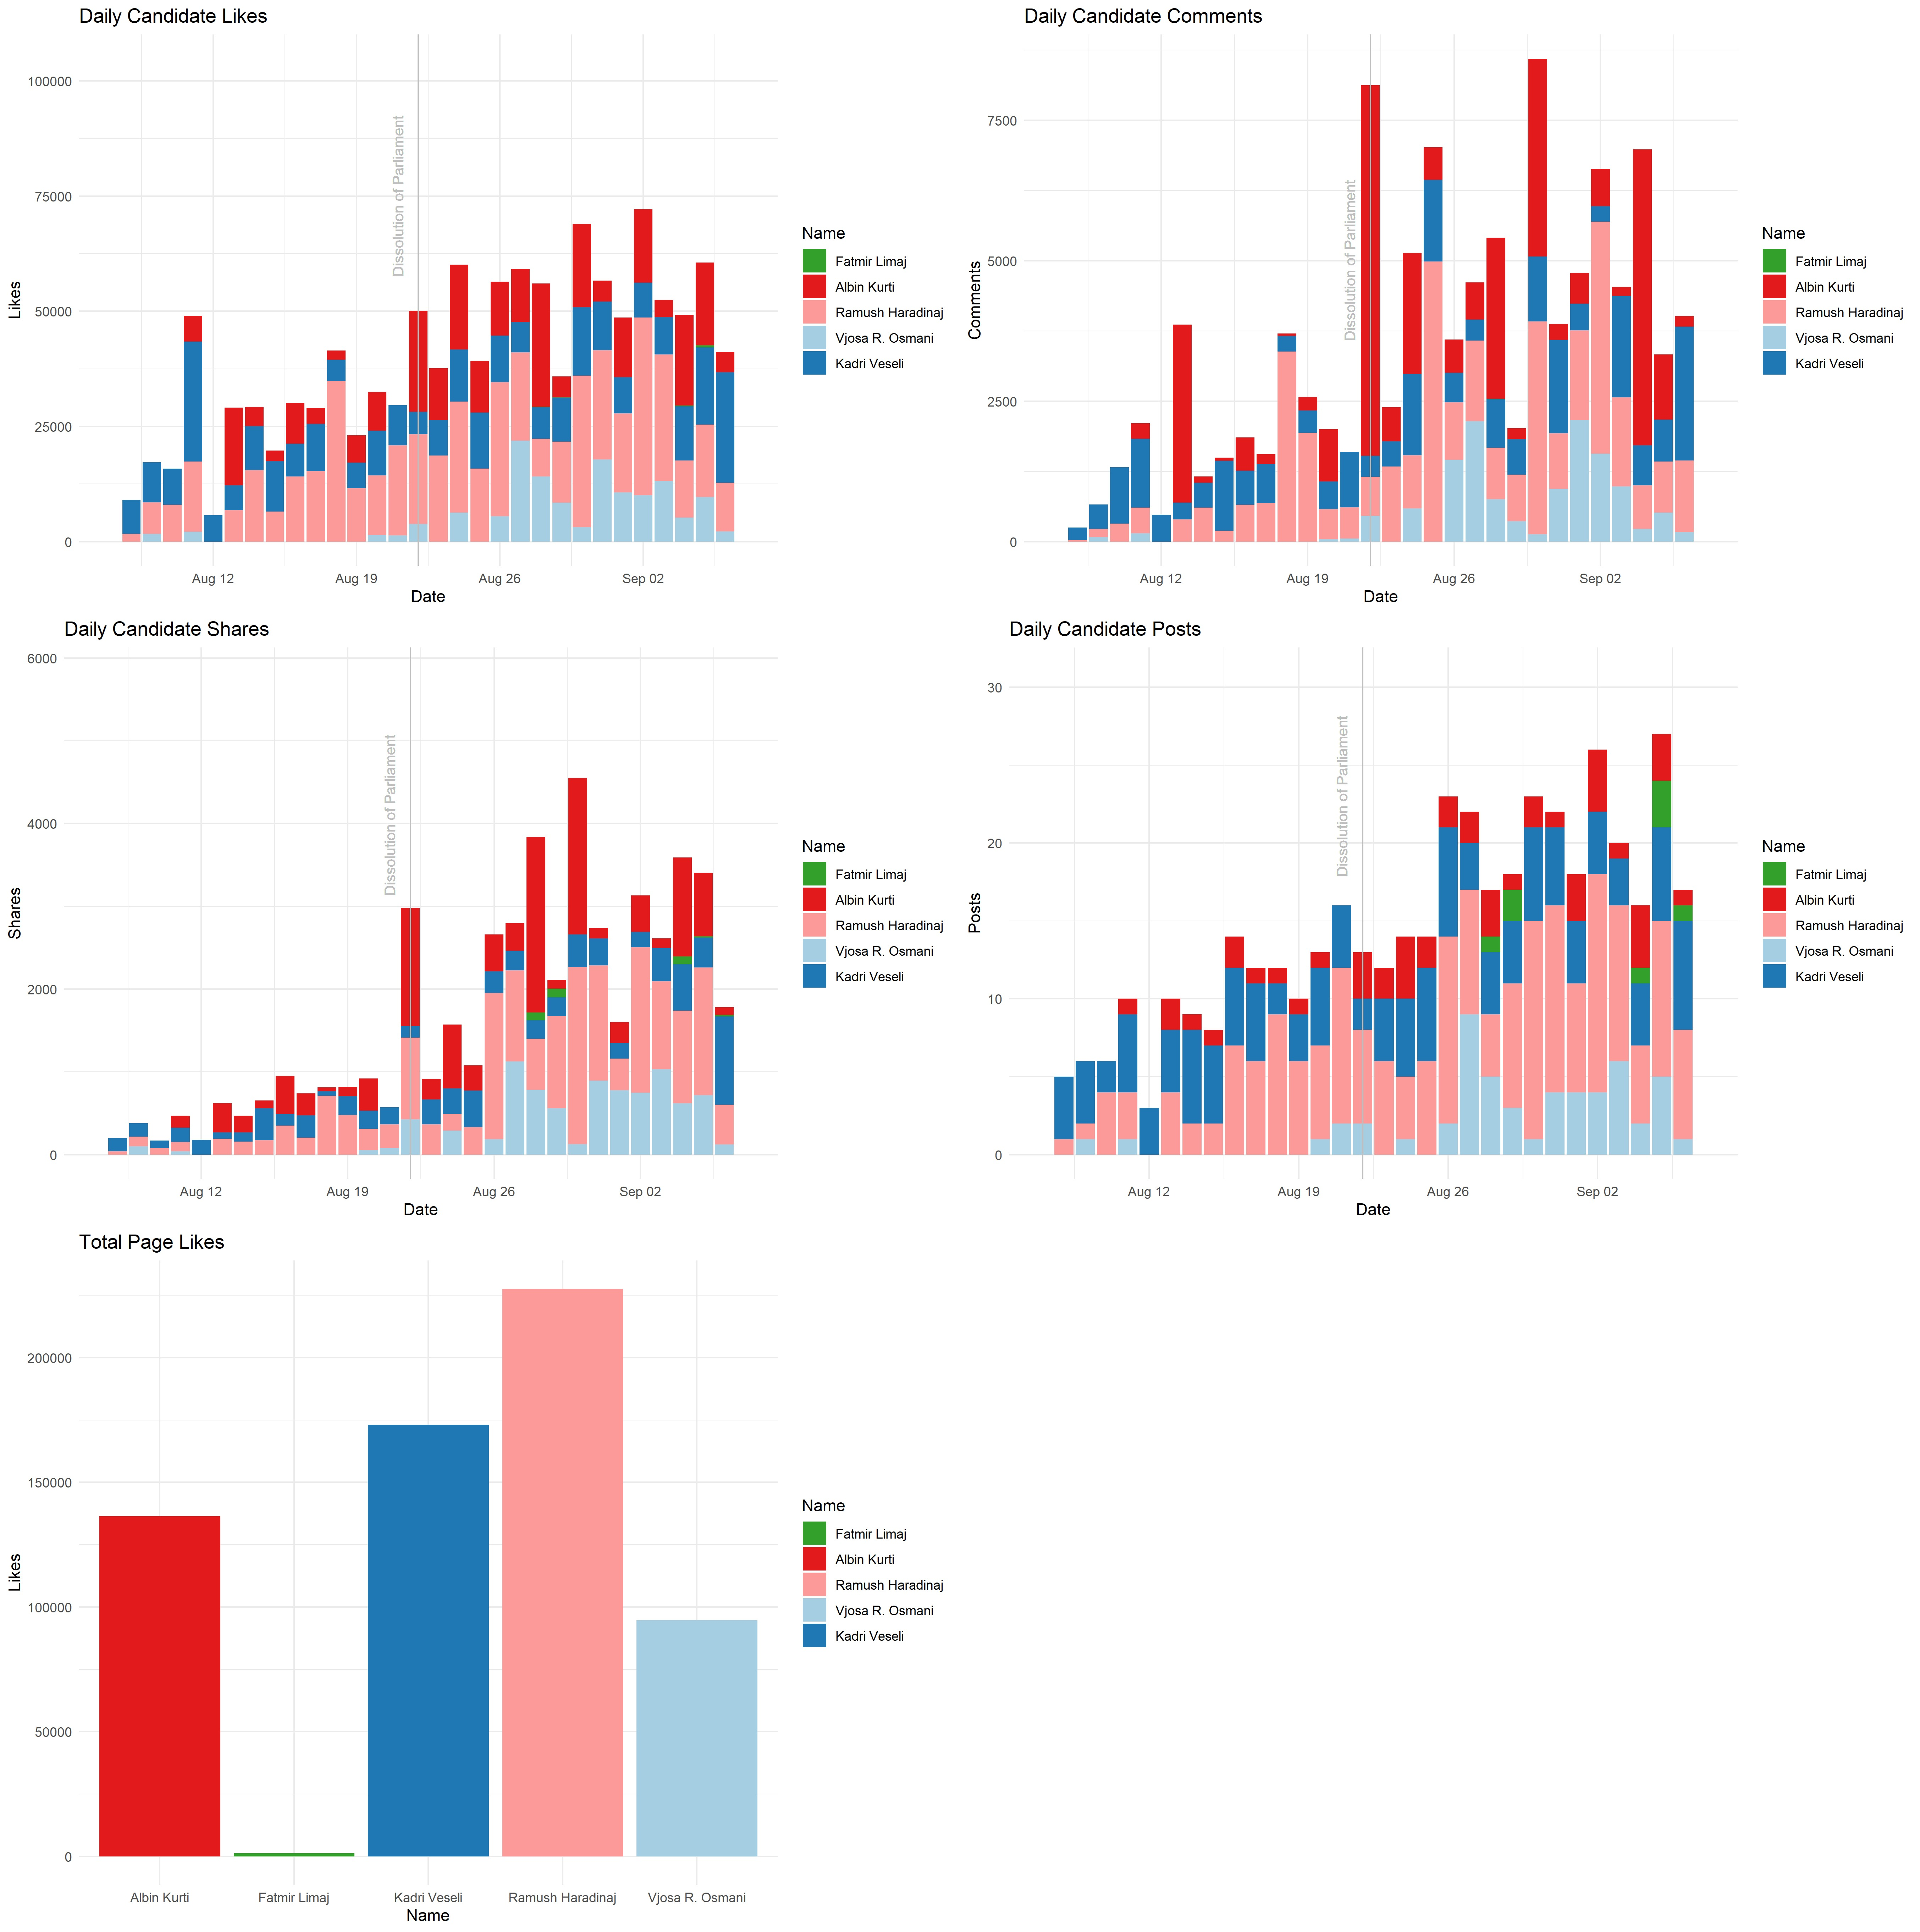 Daily Candidate Likes
100000
75000
50000
25000
0
Likes
Dissolution of Parliament
Aug 12
Aug 19
Aug 26
Sep 02
Date
Name
Fatmir Limaj
Albin Kurti
Ramush Haradinaj
Vjosa R. Osmani
Kadri Veseli
Daily Candidate Comments
7500
5000
2500
0
Comments
Dissolution of Parliament
Aug 12
Aug 19
Aug 26
Sep 02
Date
Name
Fatmir Limaj
Albin Kurti
Ramush Haradinaj
Vjosa R. Osmani
Kadri Veseli
Daily Candidate Shares
6000
4000
2000
0
Shares
Dissolution of Parliament
Aug 12
Aug 19
Aug 26
Sep 02
Date
Name
Fatmir Limaj
Albin Kurti
Ramush Haradinaj
Vjosa R. Osmani
Kadri Veseli
Daily Candidate Posts
30
20
10
0
Posts
Dissolution of Parliament
Aug 12
Aug 19
Aug 26
Sep 02
Date
Name
Fatmir Limaj
Albin Kurti
Ramush Haradinaj
Vjosa R. Osmani
Kadri Veseli
Total Page Likes
200000
150000
100000
50000
0
Likes
Albin Kurti
Fatmir Limaj
Kadri Veseli
Ramush Haradinaj
Vjosa R. Osmani
Name
Name
Fatmir Limaj
Albin Kurti
Ramush Haradinaj
Vjosa R. Osmani
Kadri Veseli